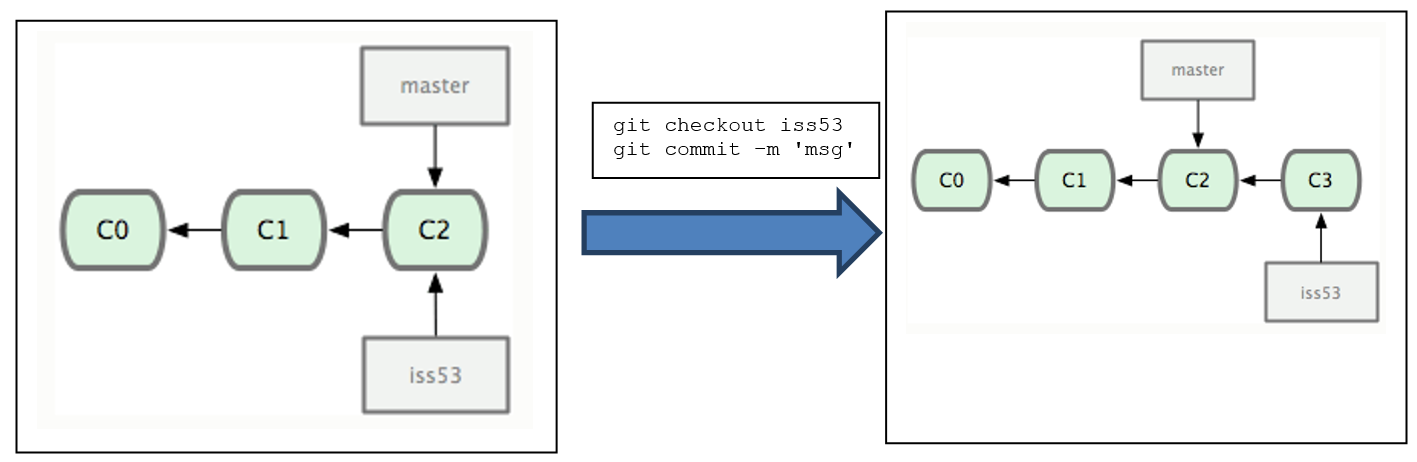 master
C0 C1 C2
iss53
git checkout iss53
git commit –m 'msg'
master
C0 C1 C2 C3
iss53